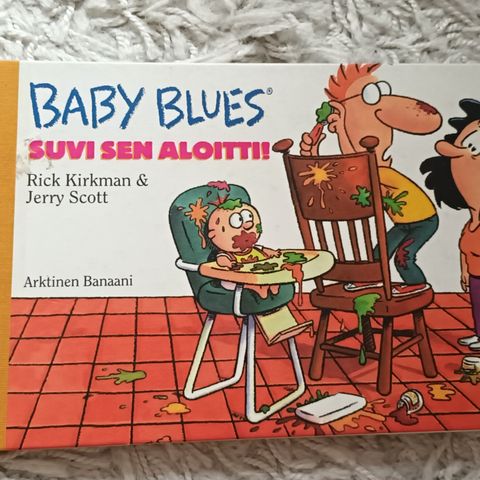 BABY BLUES®
SUVI SEN ALOITTI!
Rick Kirkman &
Jerry Scott
Arktinen Banaani